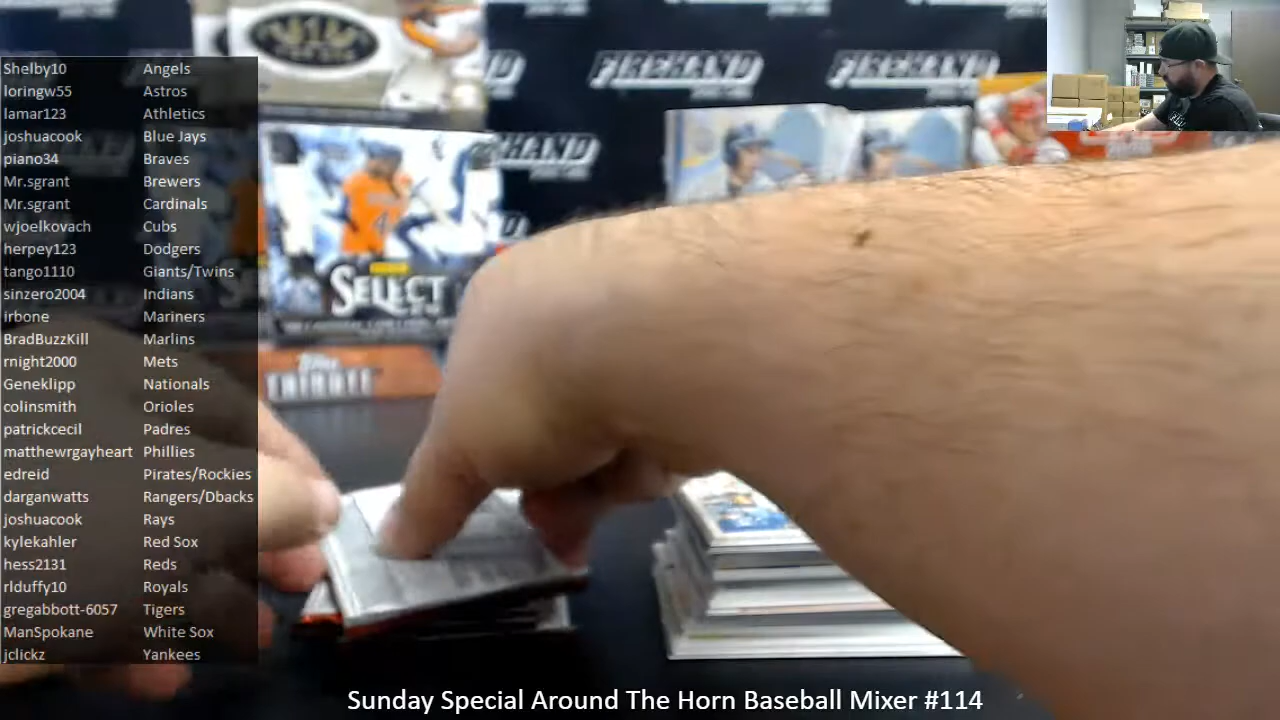 FIREHAND
FIREHAND
HAND
Shelby10 Angels
loringw55 Astros
lamar123 Athletics
joshuacook Blue Jays
piano34 Braves
Mr.sgrant Brewers
Mr.sgrant Cardinals
wjoelkovach Cubs
herpey123 Dodgers
tango1110 Giants/Twins
sinzero2004 Indians
irbone Mariners
BradBuzzKill Marlins
rnight2000 Mets
Geneklipp Nationals
colinsmith Orioles
patrickcecil Padres
matthewrgayheart Phillies
edreid Pirates/Rockies
darganwatts Rangers/Dbacks
joshuacook Rays
kylekahler Red Sox
hess2131 Reds
rlduffy10 Royals
gregabbott-6057 Tigers
ManSpokane White Sox
jclickz Yankees
SELECT
Topps
TRIBUTE
Sunday Special Around The Horn Baseball Mixer #114